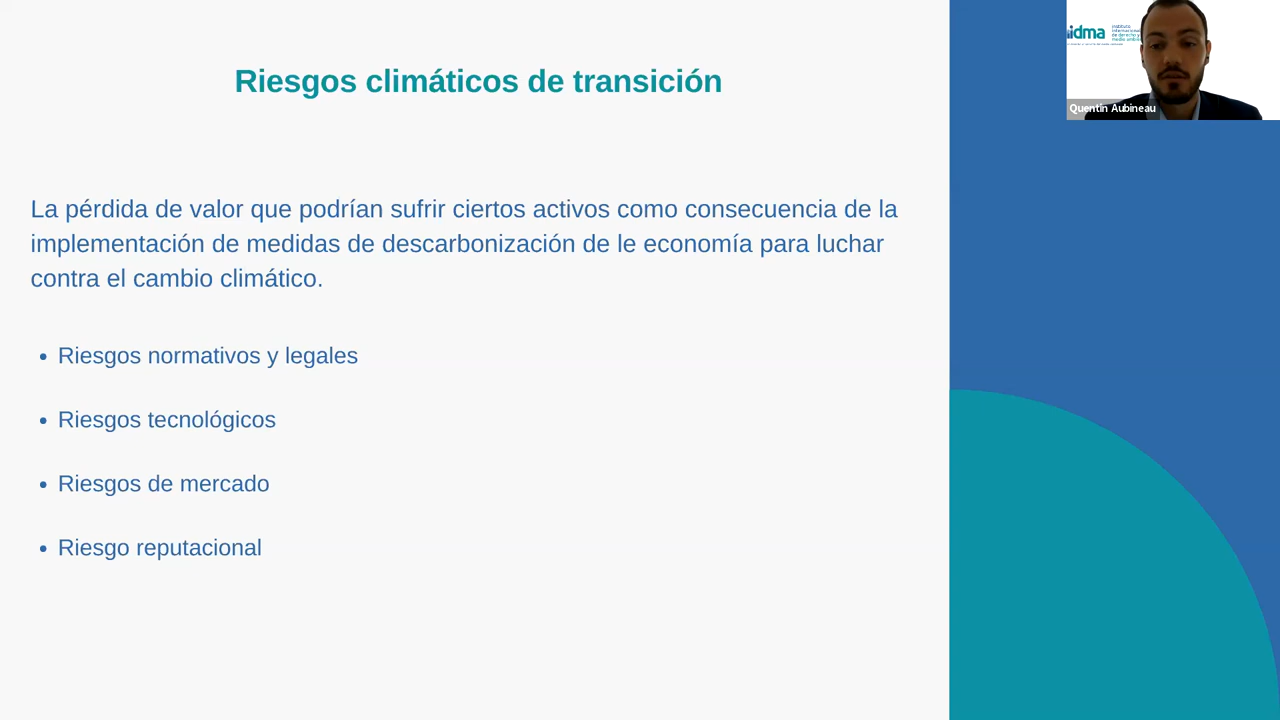 Riesgos climáticos de transición
La pérdida de valor que podrían sufrir ciertos activos como consecuencia de la
implementación de medidas de descarbonización de le economía para luchar
contra el cambio climático.
• Riesgos normativos y legales
• Riesgos tecnológicos
• Riesgos de mercado
• Riesgo reputacional
iidma
Quentin Aubineau